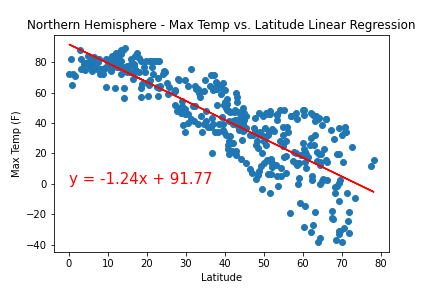 Northern Hemisphere - Max Temp vs. Latitude Linear Regression
Max Temp (F)
80
60
40
20
0
−20
−40
y = -1.24x + 91.77
0 10 20 30 40 50 60 70 80
Latitude